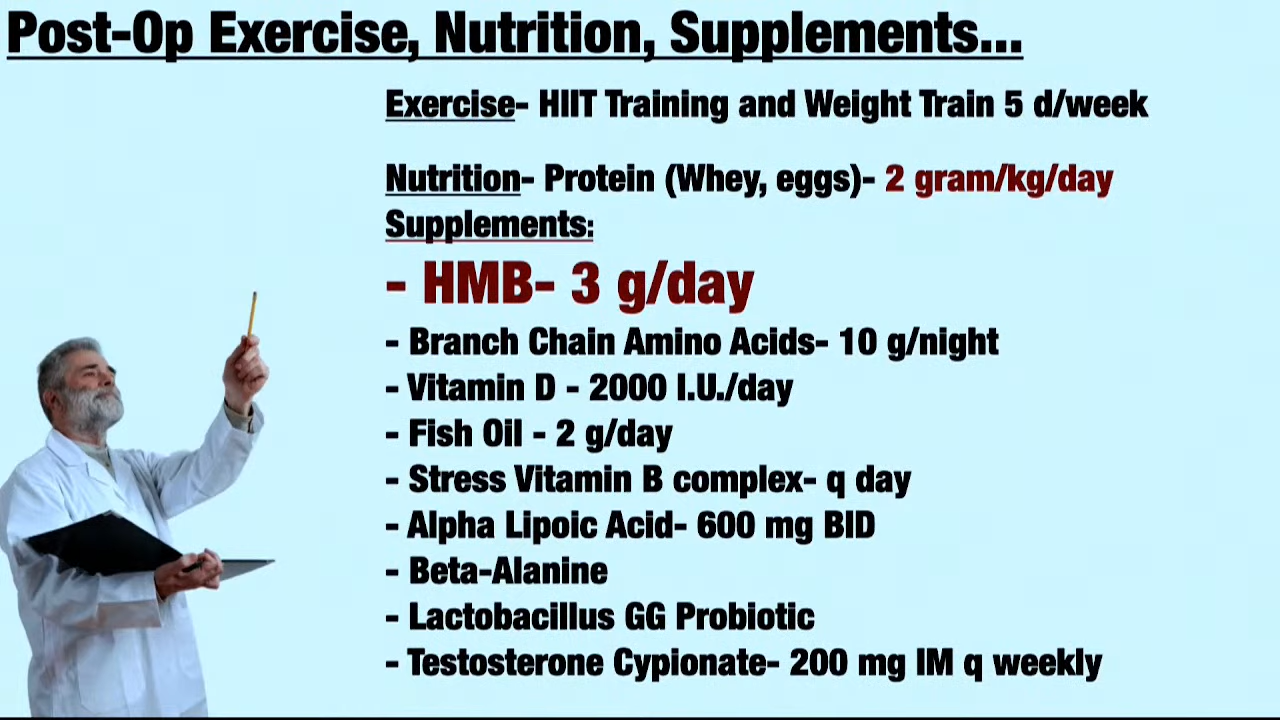 Post-Op Exercise, Nutrition, Supplements...
Exercise- HIIT Training and Weight Train 5 d/week
Nutrition- Protein (Whey, eggs)- 2 gram/kg/day
Supplements:
- HMB- 3 g/day
- Branch Chain Amino Acids- 10 g/night
- Vitamin D - 2000 I.U./day
- Fish Oil - 2 g/day
- Stress Vitamin B complex- q day
- Alpha Lipoic Acid- 600 mg BID
- Beta-Alanine
- Lactobacillus GG Probiotic
- Testosterone Cypionate- 200 mg IM q weekly